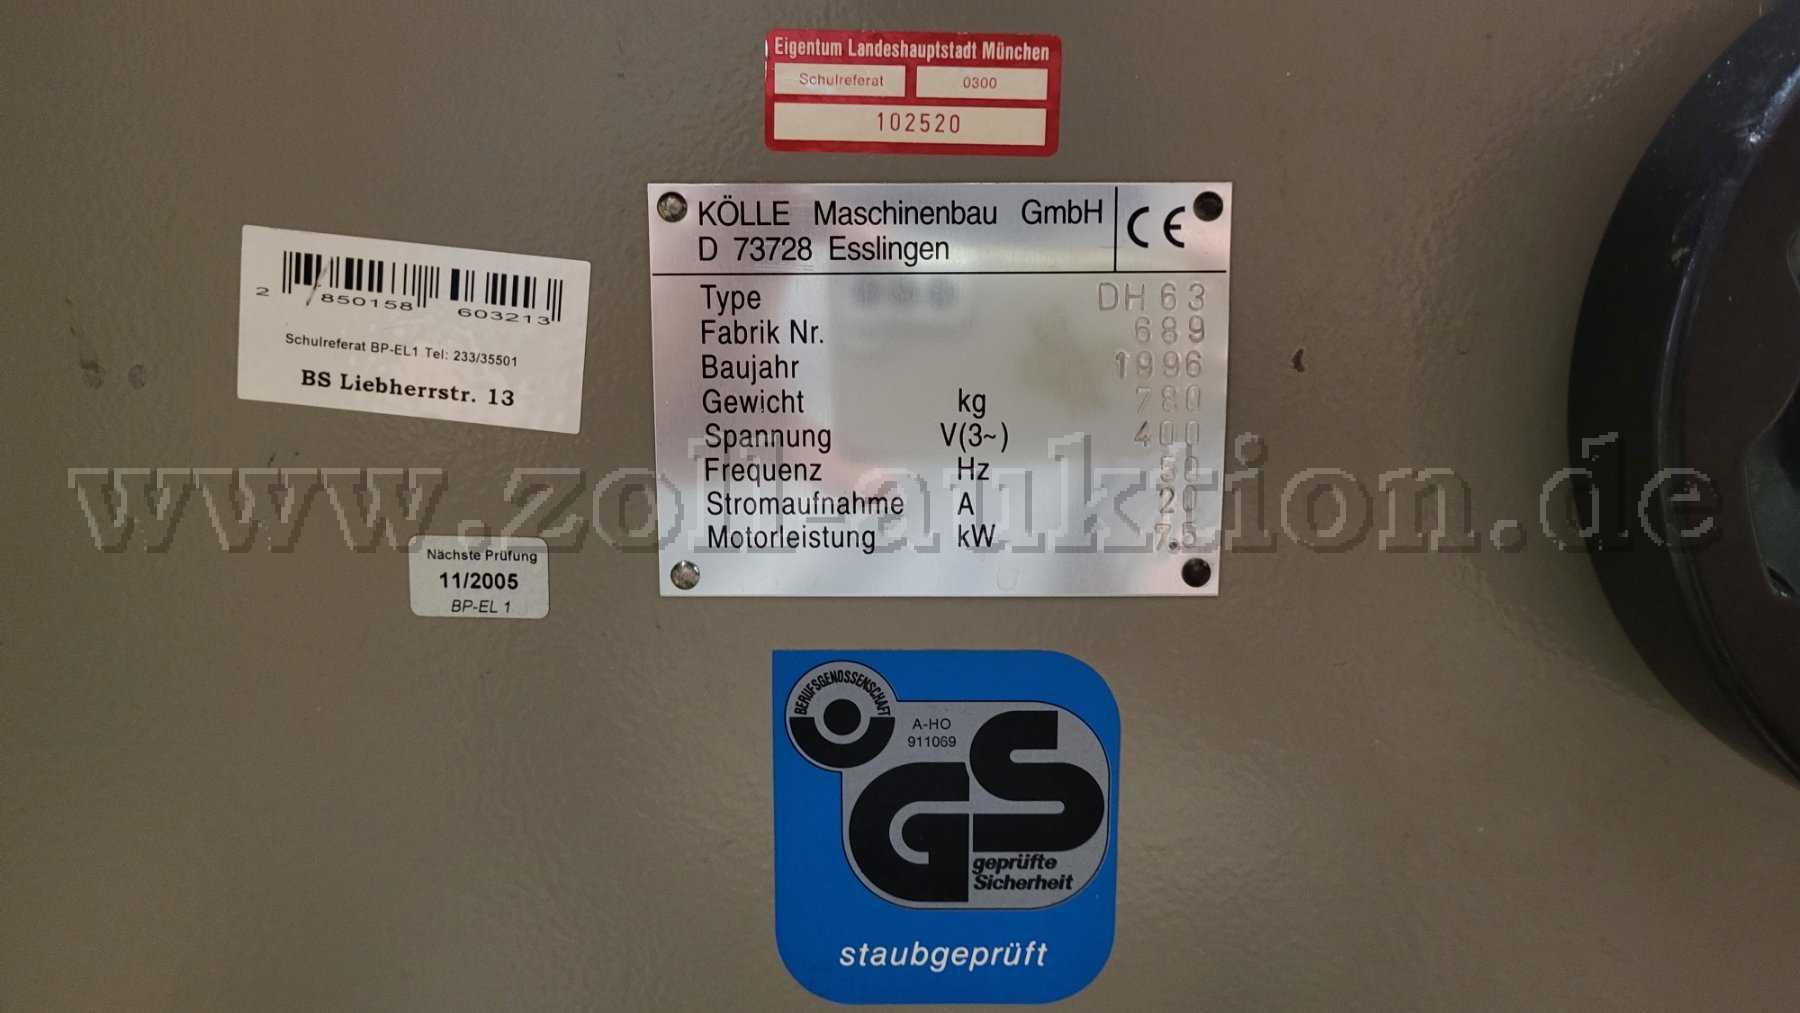 Eigentum Landeshauptstadt München
Schulreferat 0300
102520
KÖLLE Maschinenbau GmbH CE
D 73728 Esslingen
Type DH 63
Fabrik Nr. 689
Baujahr 1996
Gewicht kg 780
Spannung V(3~) 400
Frequenz Hz 50
Stromaufnahme A 20
Motorleistung kW 7.5
2 850158 603213
Schulreferat BP-EL1 Tel: 233/35501
BS Liebherrstr. 13
www.zoll-auktion.de
Nächste Prüfung
11/2005
BP-EL 1
BERUFSGENOSSENSCHAFT
A-HO
911069
GS
geprüfte
Sicherheit
staubgeprüft